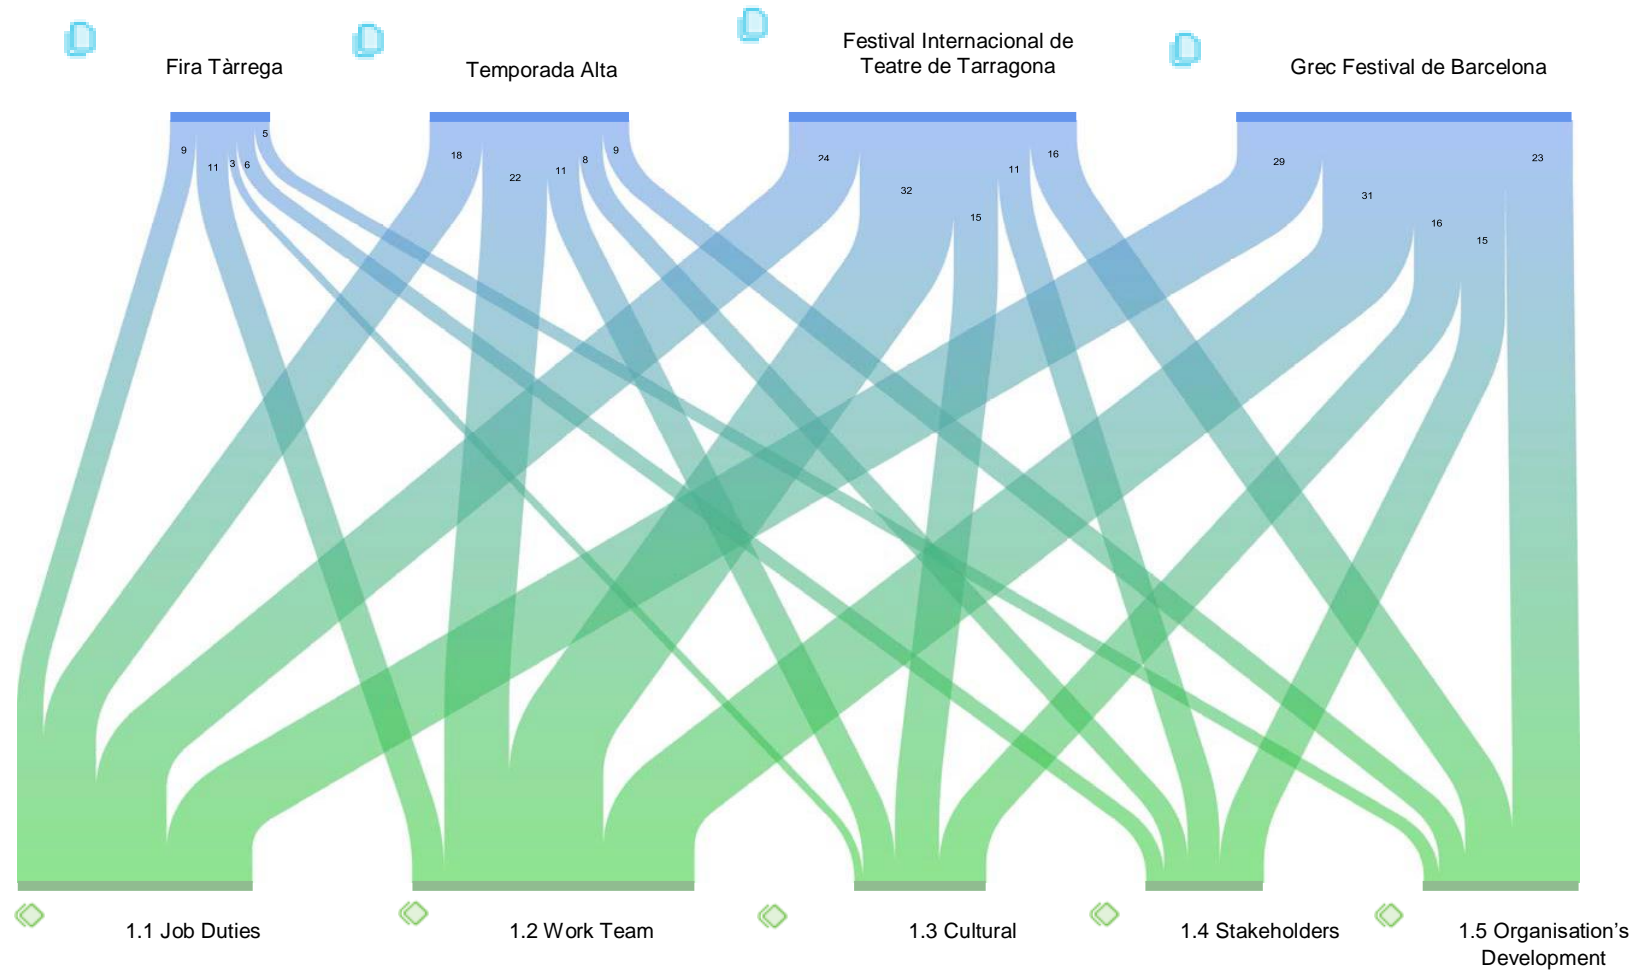 Fira Tàrrega
Temporada Alta
Festival Internacional de
Teatre de Tarragona
Grec Festival de Barcelona
9
11
3
6
5
18
22
11
8
9
24
32
15
11
16
29
31
16
15
23
1.1 Job Duties
1.2 Work Team
1.3 Cultural
1.4 Stakeholders
1.5 Organisation’s
Development